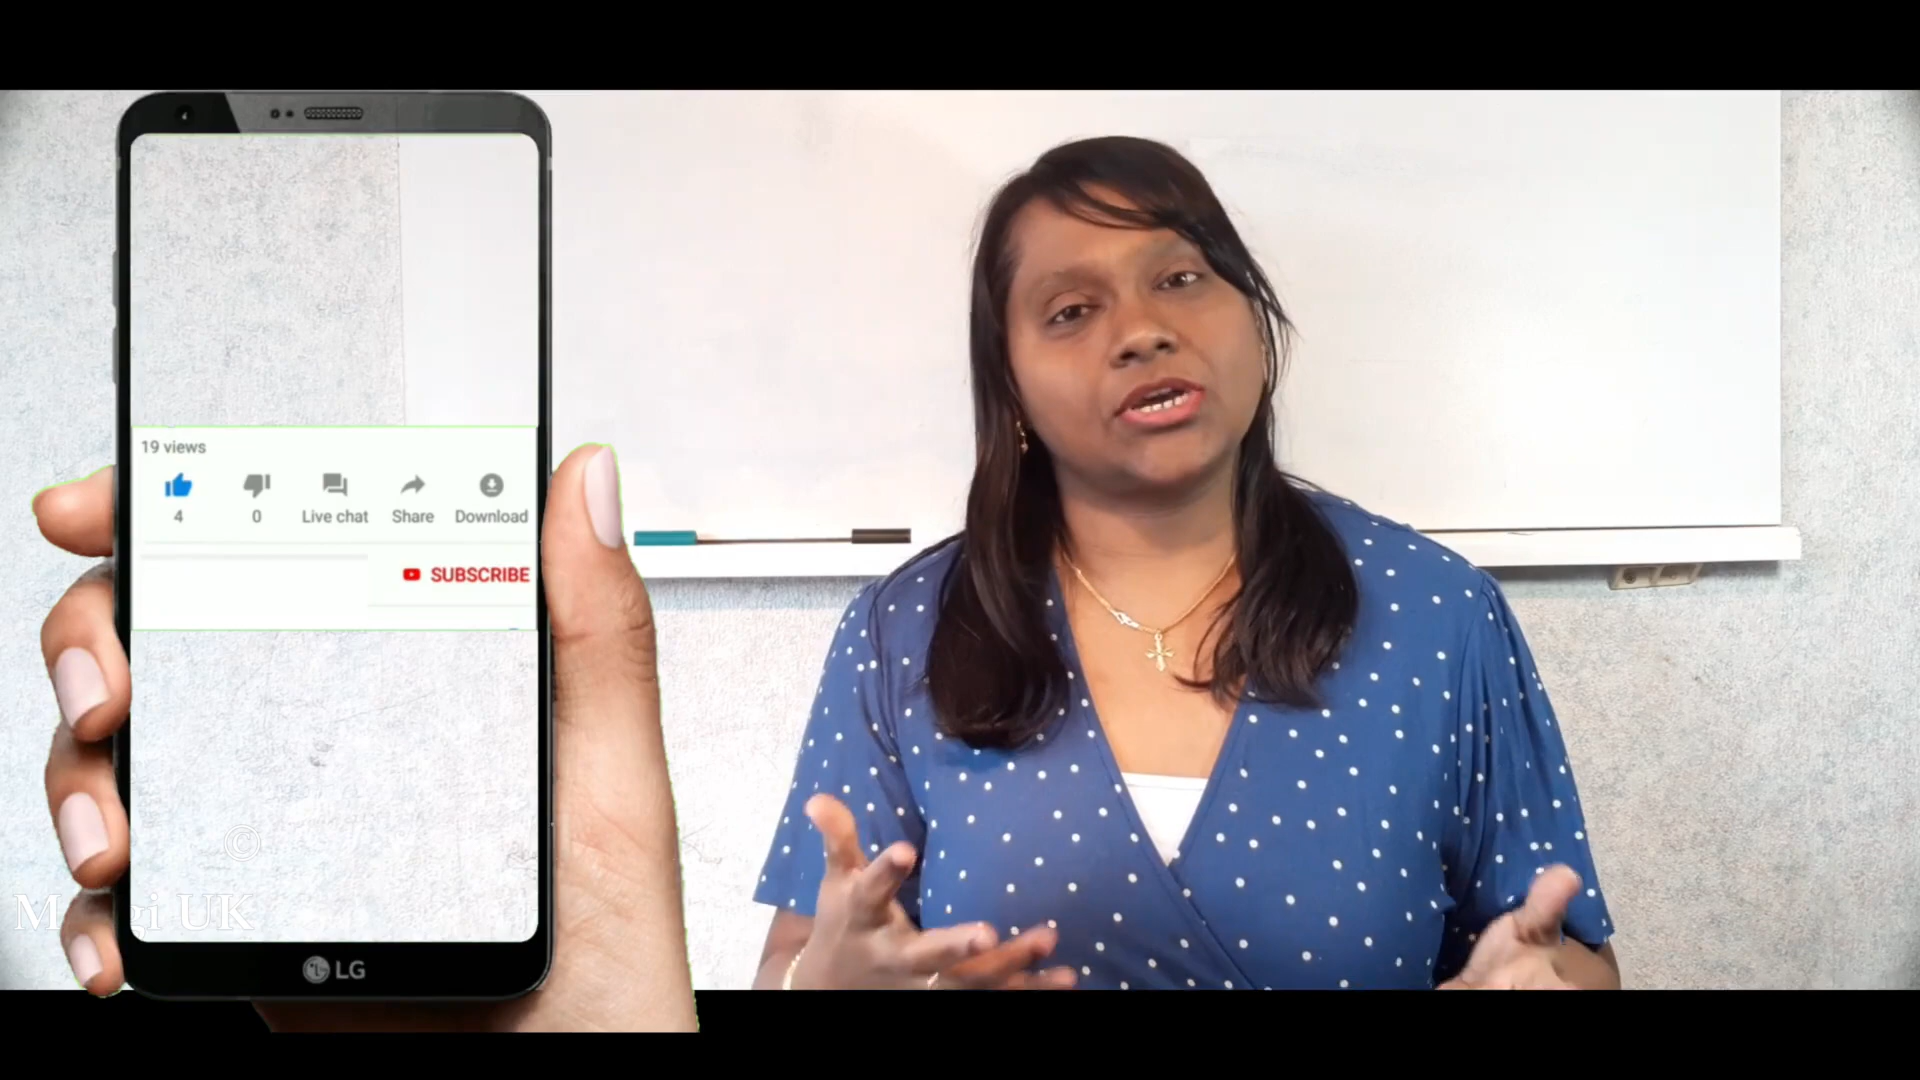 19 views
4
0
Live chat
Share
Download
SUBSCRIBE
©
UK
LG